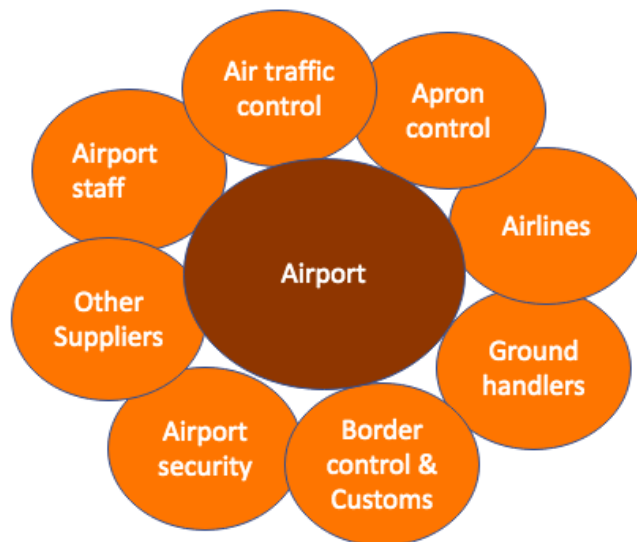 Air traffic
control
Apron
control
Airport
staff
Airlines
Airport
Other
Suppliers
Ground
handlers
Airport
security
Border
control &
Customs